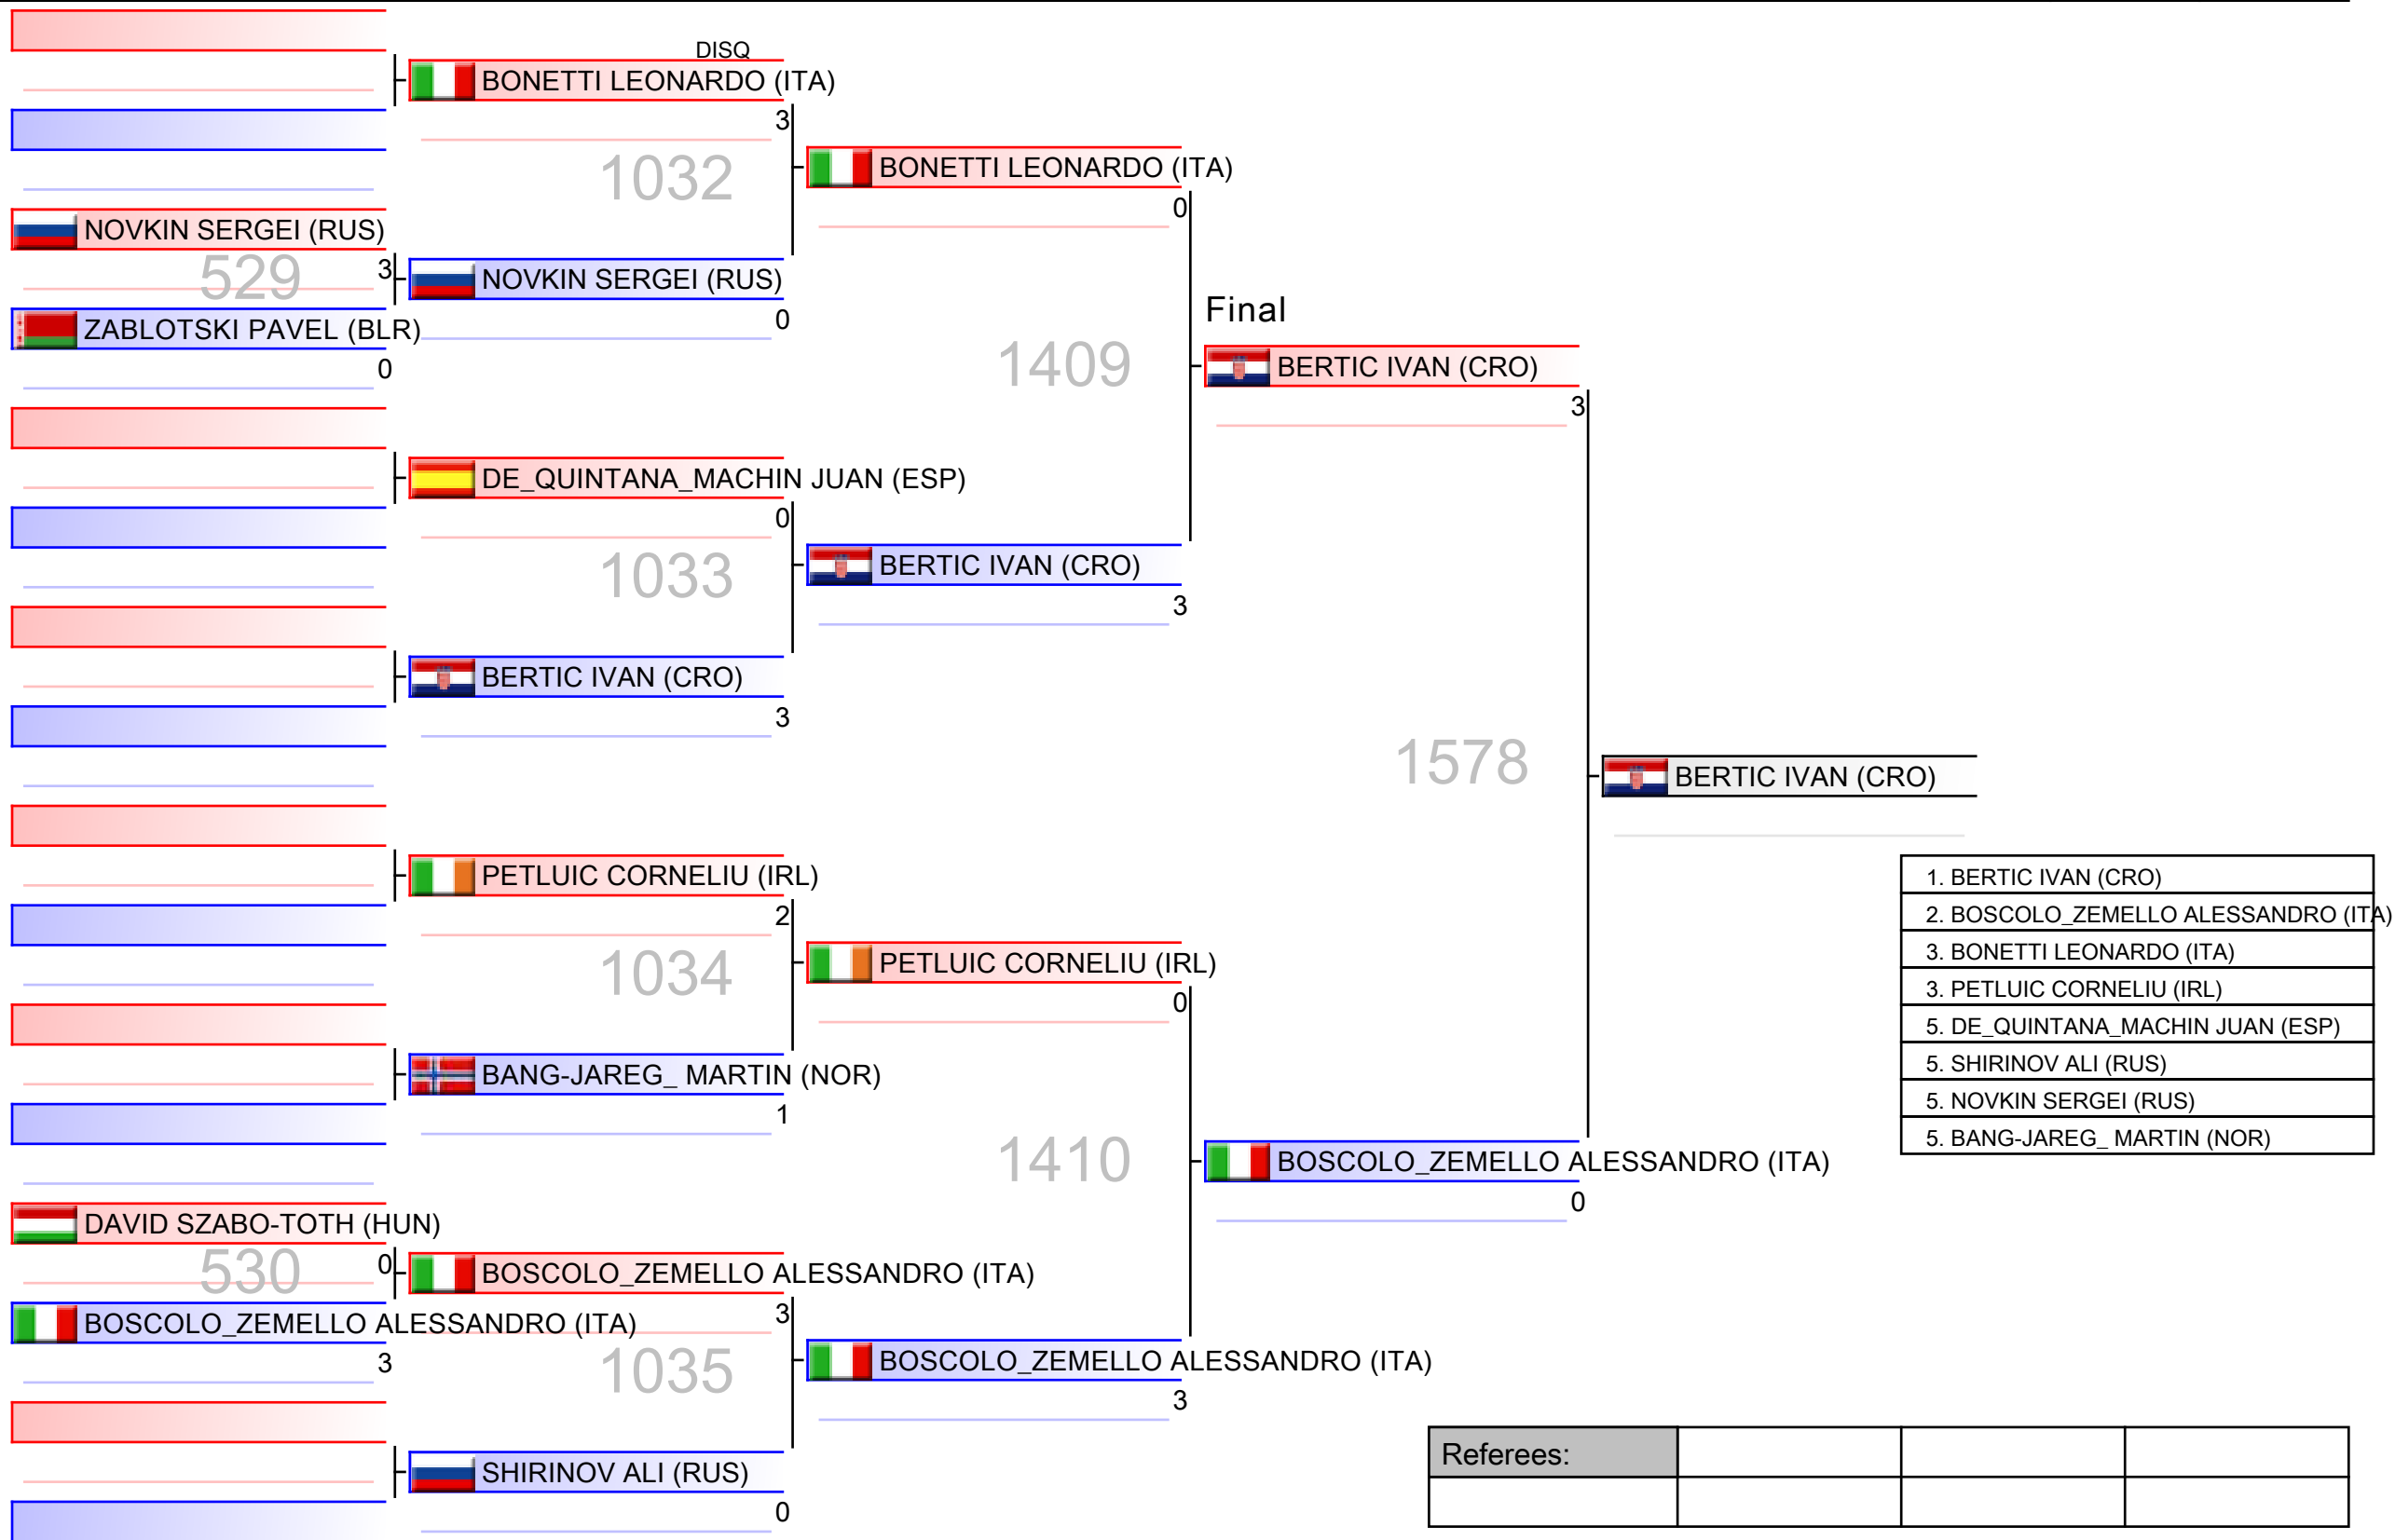 DISQ
BONETTI LEONARDO (ITA)
3
1032
BONETTI LEONARDO (ITA)
0
NOVKIN SERGEI (RUS)
529
3
NOVKIN SERGEI (RUS)
0
ZABLOTSKI PAVEL (BLR)
0
Final
1409
BERTIC IVAN (CRO)
3
DE_QUINTANA_MACHIN JUAN (ESP)
0
1033
BERTIC IVAN (CRO)
3
BERTIC IVAN (CRO)
3
1578
BERTIC IVAN (CRO)
PETLUIC CORNELIU (IRL)
2
1034
PETLUIC CORNELIU (IRL)
0
BANG-JAREG_ MARTIN (NOR)
1
1410
BOSCOLO_ZEMELLO ALESSANDRO (ITA)
0
1. BERTIC IVAN (CRO)
2. BOSCOLO_ZEMELLO ALESSANDRO (ITA)
3. BONETTI LEONARDO (ITA)
3. PETLUIC CORNELIU (IRL)
5. DE_QUINTANA_MACHIN JUAN (ESP)
5. SHIRINOV ALI (RUS)
5. NOVKIN SERGEI (RUS)
5. BANG-JAREG_ MARTIN (NOR)
DAVID SZABO-TOTH (HUN)
530
0
BOSCOLO_ZEMELLO ALESSANDRO (ITA)
3
BOSCOLO_ZEMELLO ALESSANDRO (ITA)
3
1035
BOSCOLO_ZEMELLO ALESSANDRO (ITA)
3
SHIRINOV ALI (RUS)
0
Referees: